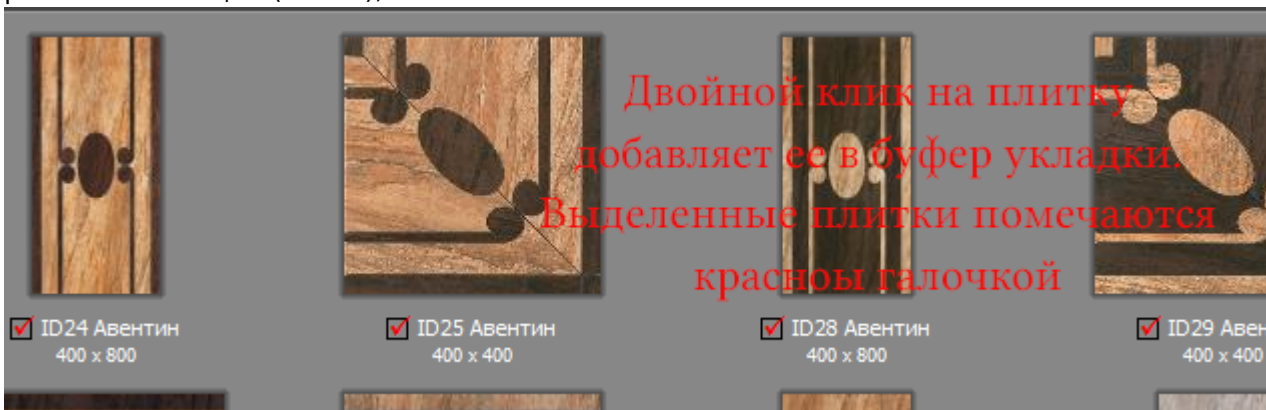 Двойной клик на плитку
добавляет ее в буфер укладки.
Выделенные плитки помечаются
красноы галочкой
ID24 Авентин
400 x 800
ID25 Авентин
400 x 400
ID28 Авентин
400 x 800
ID29 Авен
400 x 400